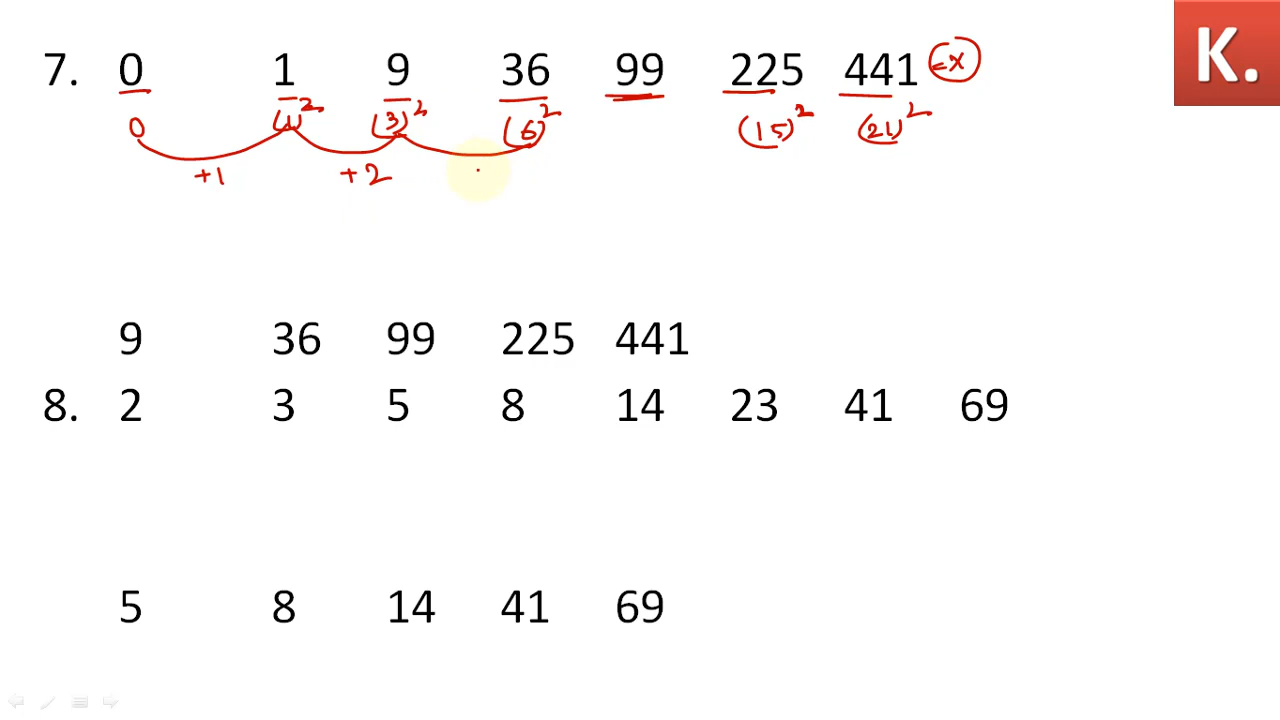 K.
7. 0 1 9 36 99 225 441 =x
0 (1)² (3)² (6)² (15)² (21)²
+1 +2
9 36 99 225 441
8. 2 3 5 8 14 23 41 69
5 8 14 41 69